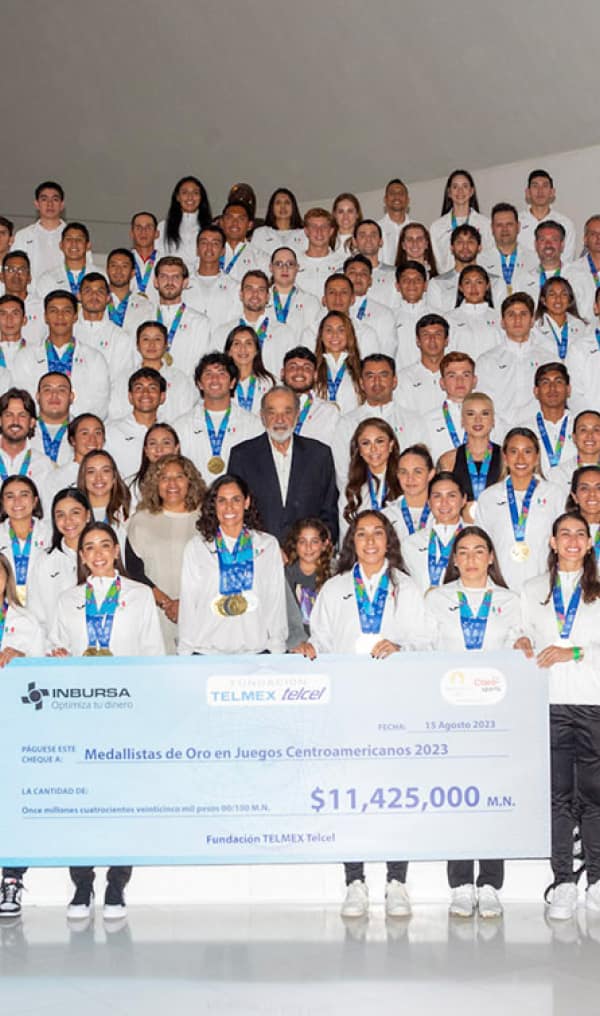 INBURSA
Optimiza tu dinero
FUNDACIÓN
TELMEX telcel
Claro
sports
FECHA: 15 Agosto 2023
PÁGUESE ESTE
CHEQUE A: Medallistas de Oro en Juegos Centroamericanos 2023
LA CANTIDAD DE:
Once millones cuatrocientos veinticinco mil pesos 00/100 M.N.
$11,425,000 M.N.
Fundación TELMEX Telcel